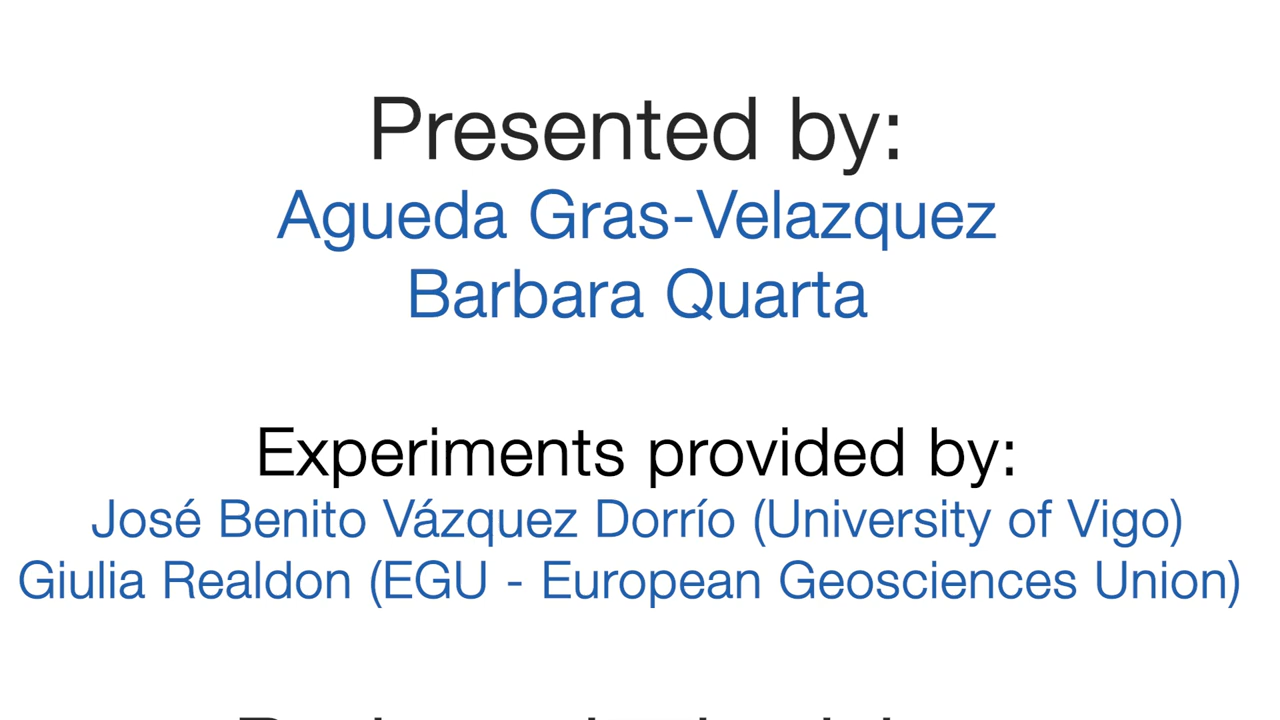 Presented by:
Agueda Gras-Velazquez
Barbara Quarta
Experiments provided by:
José Benito Vázquez Dorrío (University of Vigo)
Giulia Realdon (EGU - European Geosciences Union)